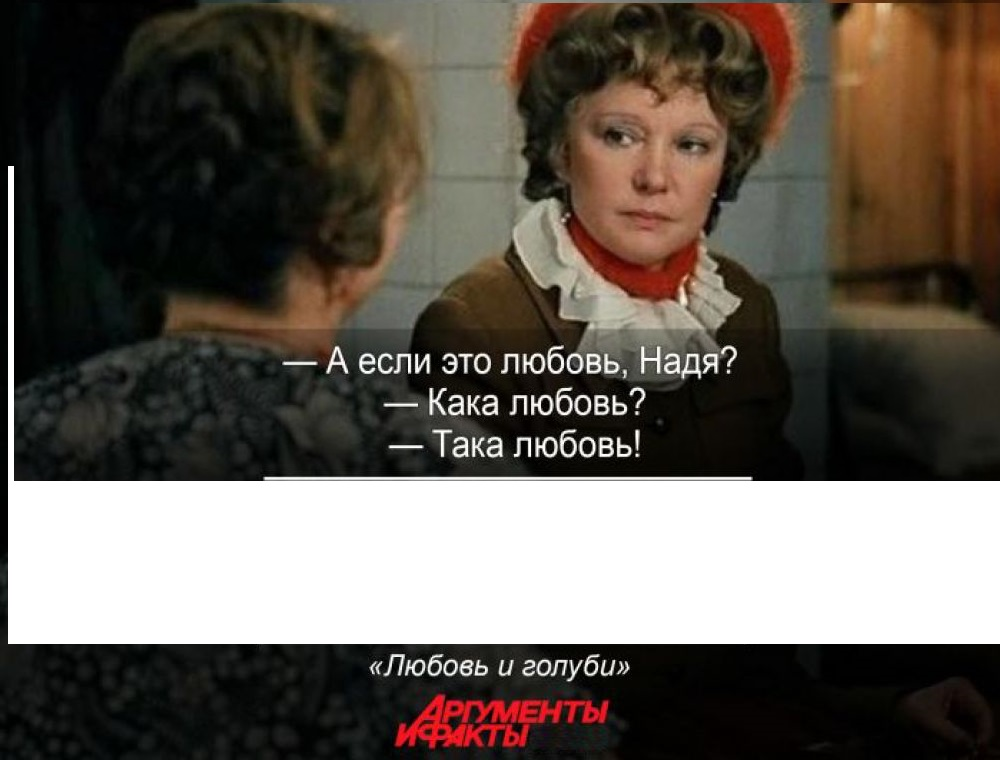 — А если это любовь, Надя?
— Кака любовь?
— Така любовь!
«Любовь и голуби»
АРГУМЕНТЫ
И ФАКТЫ